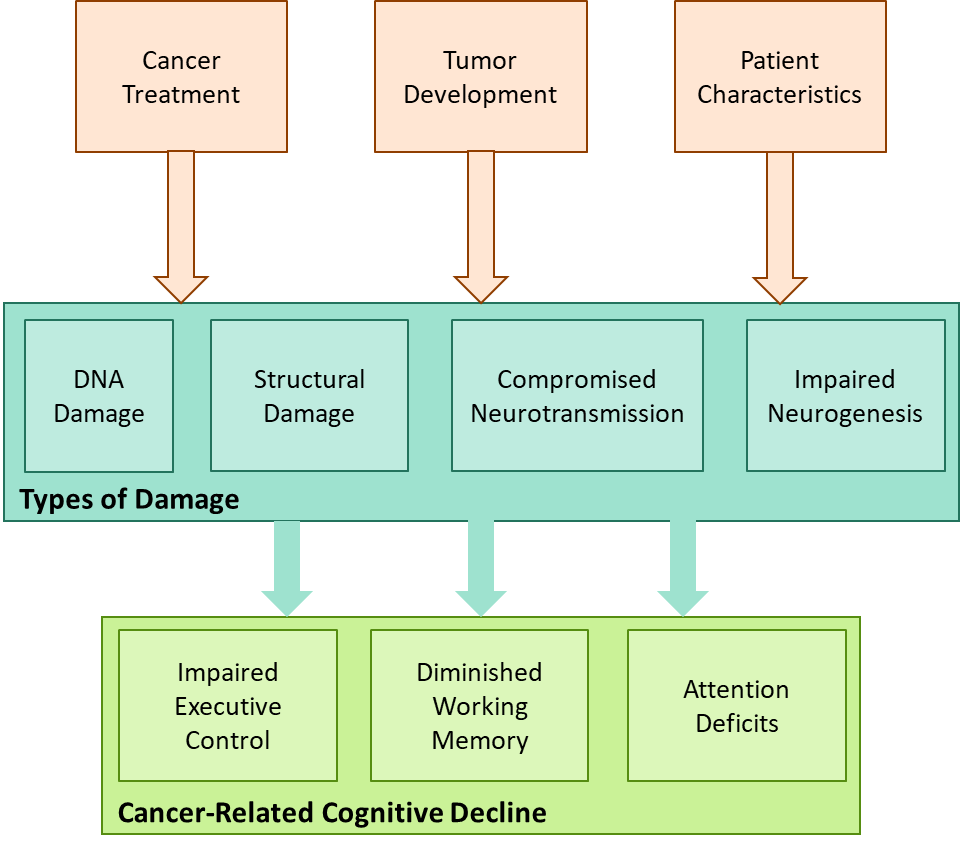 Cancer
Treatment
Tumor
Development
Patient
Characteristics
DNA
Damage
Structural
Damage
Compromised
Neurotransmission
Impaired
Neurogenesis
Types of Damage
Impaired
Executive
Control
Diminished
Working
Memory
Attention
Deficits
Cancer-Related Cognitive Decline